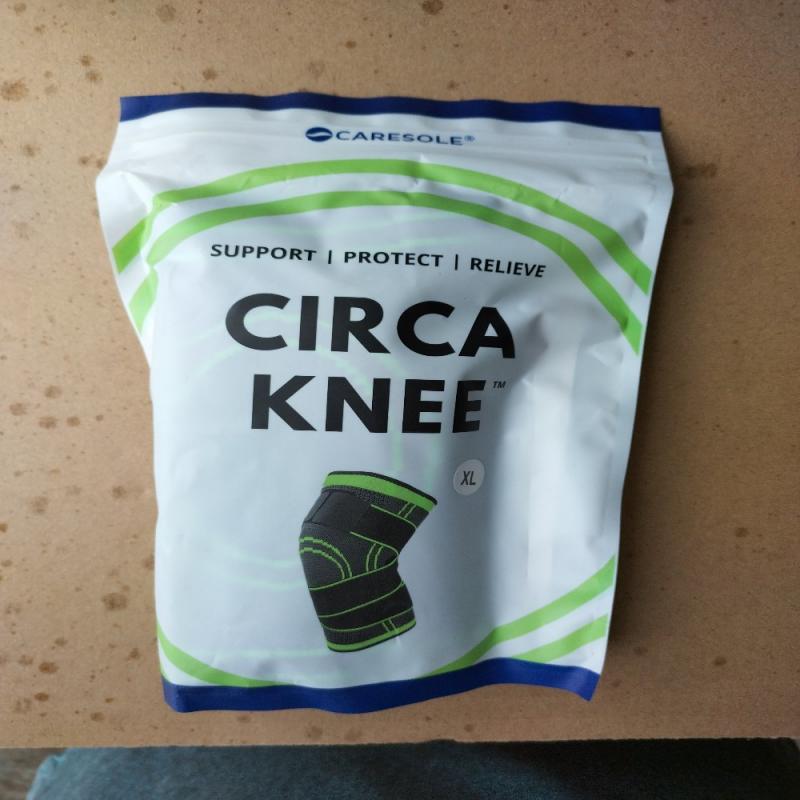 CARESOLE®
SUPPORT | PROTECT | RELIEVE
CIRCA
KNEE™
XL